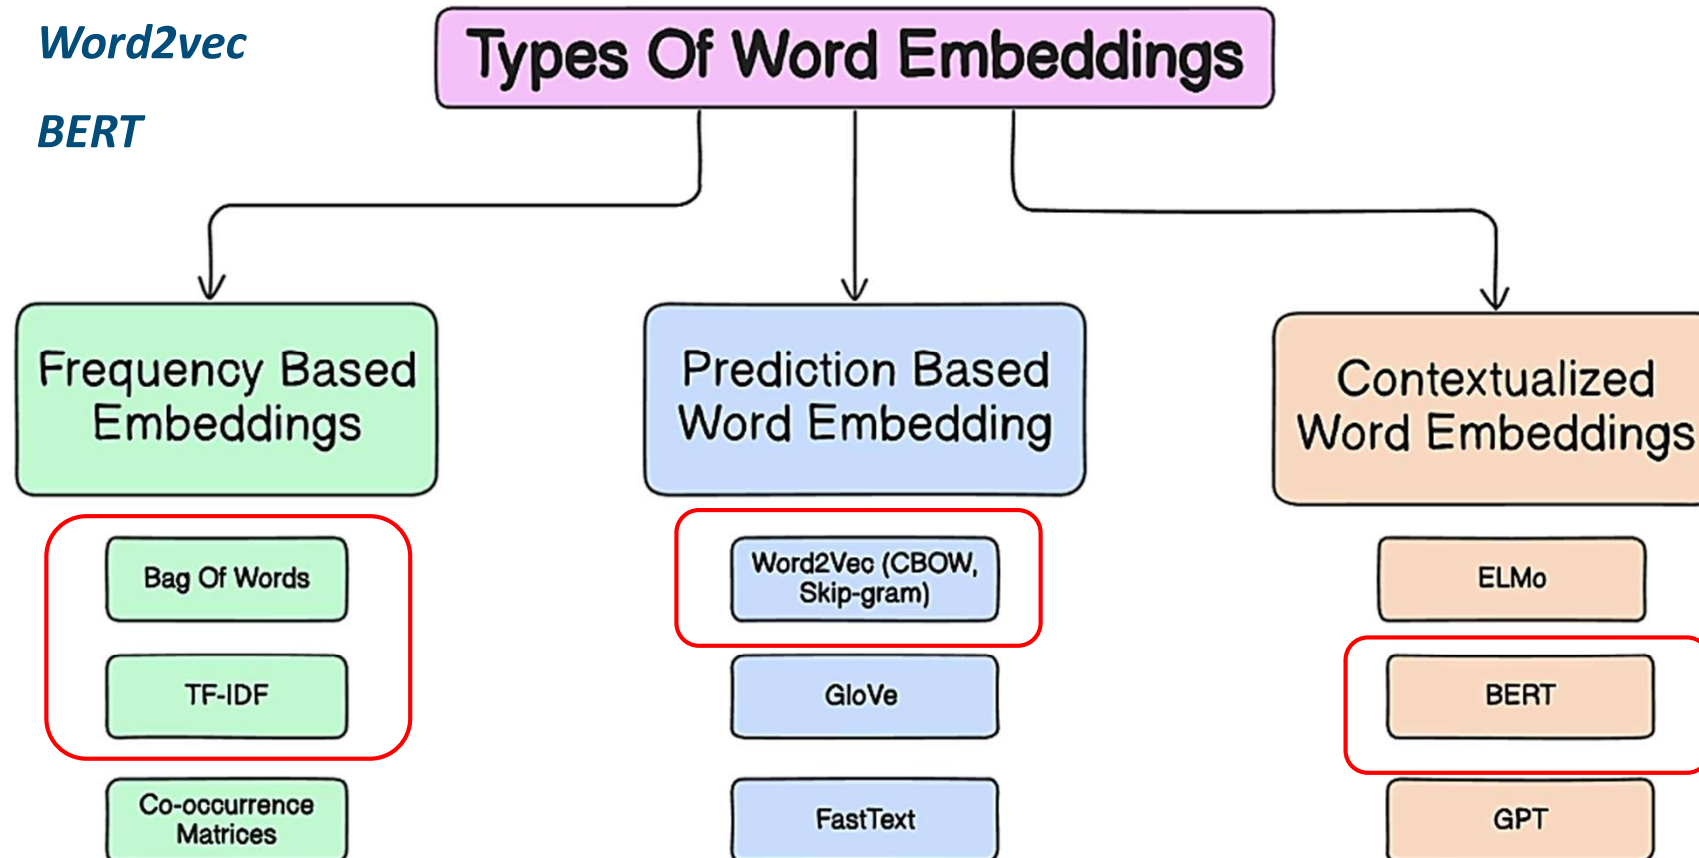 Word2vec
BERT
Types Of Word Embeddings
Frequency Based
Embeddings
Bag Of Words
TF-IDF
Co-occurrence
Matrices
Prediction Based
Word Embedding
Word2Vec (CBOW,
Skip-gram)
GloVe
FastText
Contextualized
Word Embeddings
ELMo
BERT
GPT